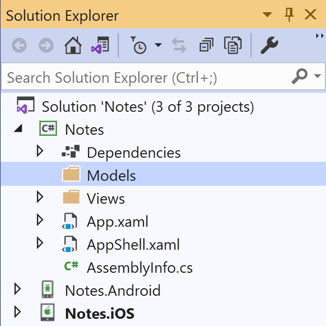 Solution Explorer
Search Solution Explorer (Ctrl+;)
Solution 'Notes' (3 of 3 projects)
C# Notes
Dependencies
Models
Views
App.xaml
AppShell.xaml
C# AssemblyInfo.cs
Notes.Android
Notes.iOS